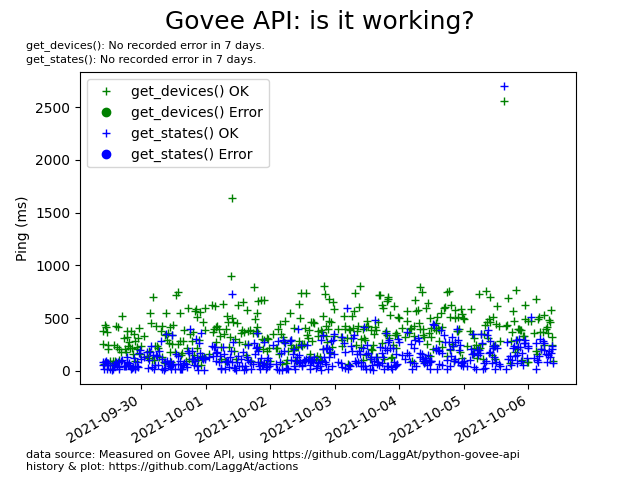 Govee API: is it working?
get_devices(): No recorded error in 7 days.
get_states(): No recorded error in 7 days.
get_devices() OK
get_devices() Error
get_states() OK
get_states() Error
Ping (ms)
2500
2000
1500
1000
500
0
2021-09-30
2021-10-01
2021-10-02
2021-10-03
2021-10-04
2021-10-05
2021-10-06
data source: Measured on Govee API, using https://github.com/LaggAt/python-govee-api
history & plot: https://github.com/LaggAt/actions